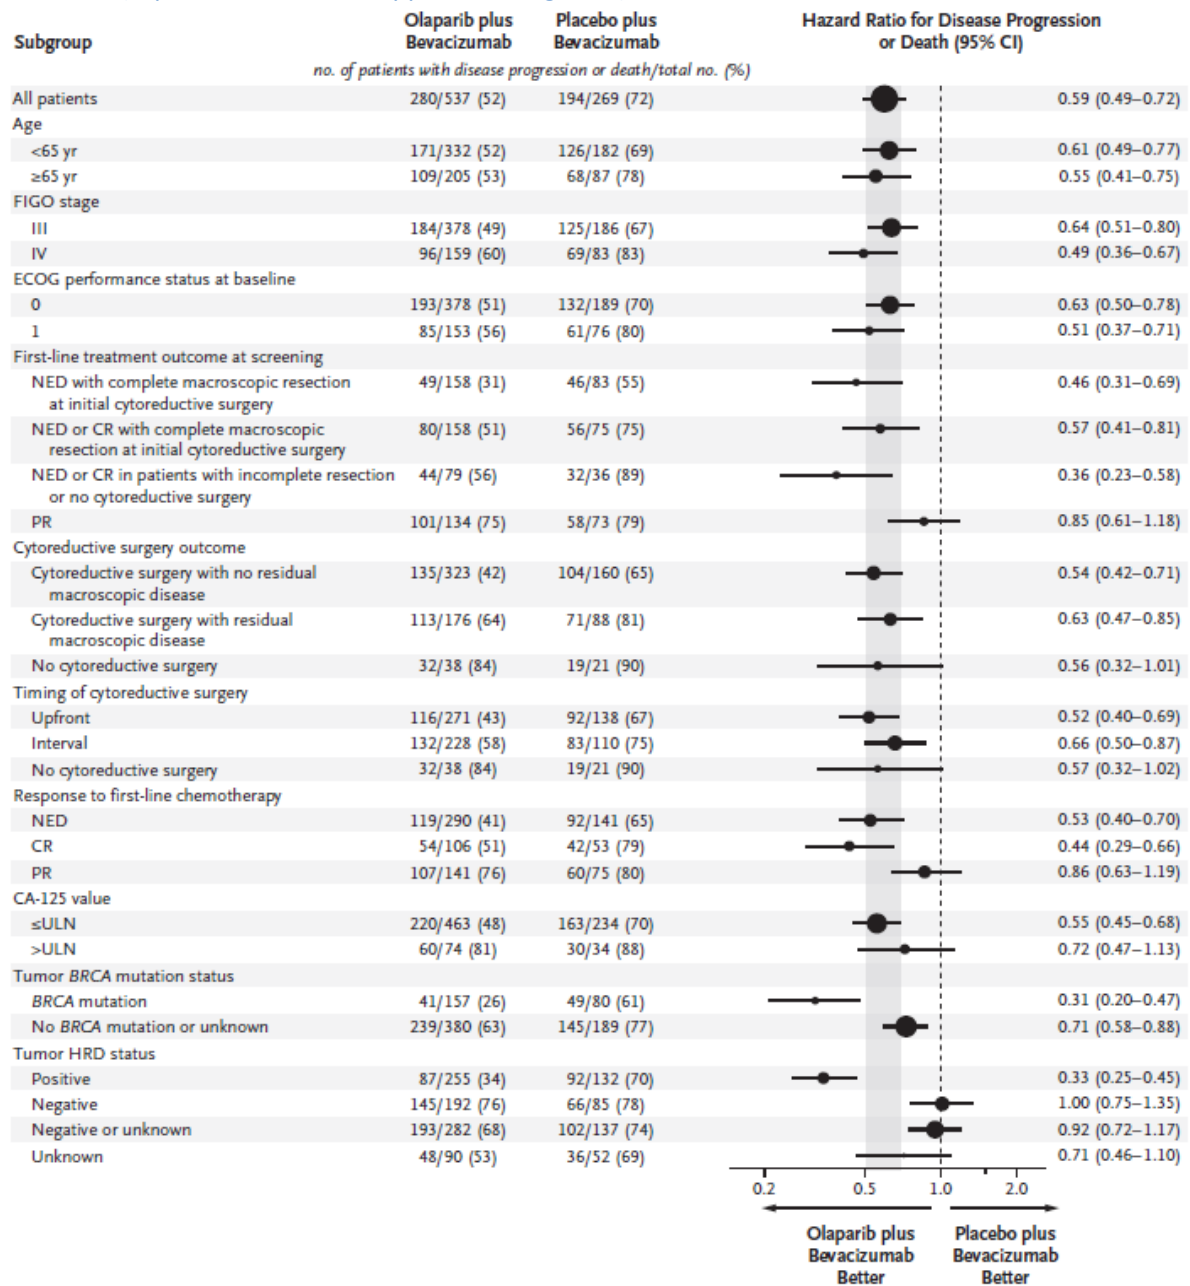 Subgroup Olaparib plus Bevacizumab Placebo plus Bevacizumab Hazard Ratio for Disease Progression or Death (95% CI)
no. of patients with disease progression or death/total no. (%)
All patients 280/537 (52) 194/269 (72) 0.59 (0.49–0.72)
Age
<65 yr 171/332 (52) 126/182 (69) 0.61 (0.49–0.77)
≥65 yr 109/205 (53) 68/87 (78) 0.55 (0.41–0.75)
FIGO stage
III 184/378 (49) 125/186 (67) 0.64 (0.51–0.80)
IV 96/159 (60) 69/83 (83) 0.49 (0.36–0.67)
ECOG performance status at baseline
0 193/378 (51) 132/189 (70) 0.63 (0.50–0.78)
1 85/153 (56) 61/76 (80) 0.51 (0.37–0.71)
First-line treatment outcome at screening
NED with complete macroscopic resection 49/158 (31) 46/83 (55) 0.46 (0.31–0.69)
at initial cytoreductive surgery
NED or CR with complete macroscopic 80/158 (51) 56/75 (75) 0.57 (0.41–0.81)
resection at initial cytoreductive surgery
NED or CR in patients with incomplete resection 44/79 (56) 32/36 (89) 0.36 (0.23–0.58)
or no cytoreductive surgery
PR 101/134 (75) 58/73 (79) 0.85 (0.61–1.18)
Cytoreductive surgery outcome
Cytoreductive surgery with no residual 135/323 (42) 104/160 (65) 0.54 (0.42–0.71)
macroscopic disease
Cytoreductive surgery with residual 113/176 (64) 71/88 (81) 0.63 (0.47–0.85)
macroscopic disease
No cytoreductive surgery 32/38 (84) 19/21 (90) 0.56 (0.32–1.01)
Timing of cytoreductive surgery
Upfront 116/271 (43) 92/138 (67) 0.52 (0.40–0.69)
Interval 132/228 (58) 83/110 (75) 0.66 (0.50–0.87)
No cytoreductive surgery 32/38 (84) 19/21 (90) 0.57 (0.32–1.02)
Response to first-line chemotherapy
NED 119/290 (41) 92/141 (65) 0.53 (0.40–0.70)
CR 54/106 (51) 42/53 (79) 0.44 (0.29–0.66)
PR 107/141 (76) 60/75 (80) 0.86 (0.63–1.19)
CA-125 value
≤ULN 220/463 (48) 163/234 (70) 0.55 (0.45–0.68)
>ULN 60/74 (81) 30/34 (88) 0.72 (0.47–1.13)
Tumor BRCA mutation status
BRCA mutation 41/157 (26) 49/80 (61) 0.31 (0.20–0.47)
No BRCA mutation or unknown 239/380 (63) 145/189 (77) 0.71 (0.58–0.88)
Tumor HRD status
Positive 87/255 (34) 92/132 (70) 0.33 (0.25–0.45)
Negative 145/192 (76) 66/85 (78) 1.00 (0.75–1.35)
Negative or unknown 193/282 (68) 102/137 (74) 0.92 (0.72–1.17)
Unknown 48/90 (53) 36/52 (69) 0.71 (0.46–1.10)
0.2 0.5 1.0 2.0
Olaparib plus Bevacizumab Better
Placebo plus Bevacizumab Better